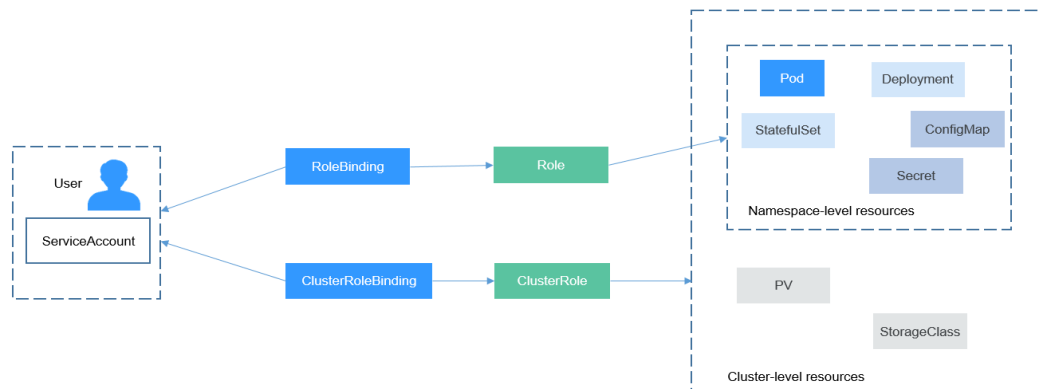 User
ServiceAccount
RoleBinding
Role
ClusterRoleBinding
ClusterRole
Pod
Deployment
StatefulSet
ConfigMap
Secret
Namespace-level resources
PV
StorageClass
Cluster-level resources